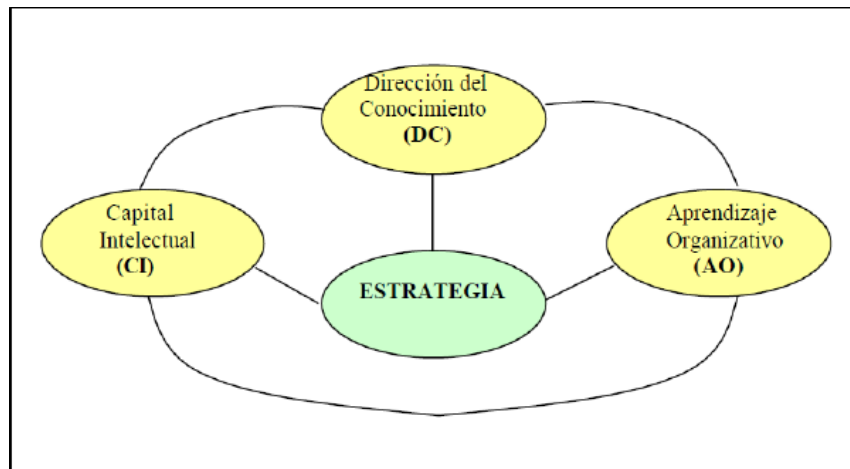 Dirección del
Conocimiento
(DC)
Capital
Intelectual
(CI)
Aprendizaje
Organizativo
(AO)
ESTRATEGIA